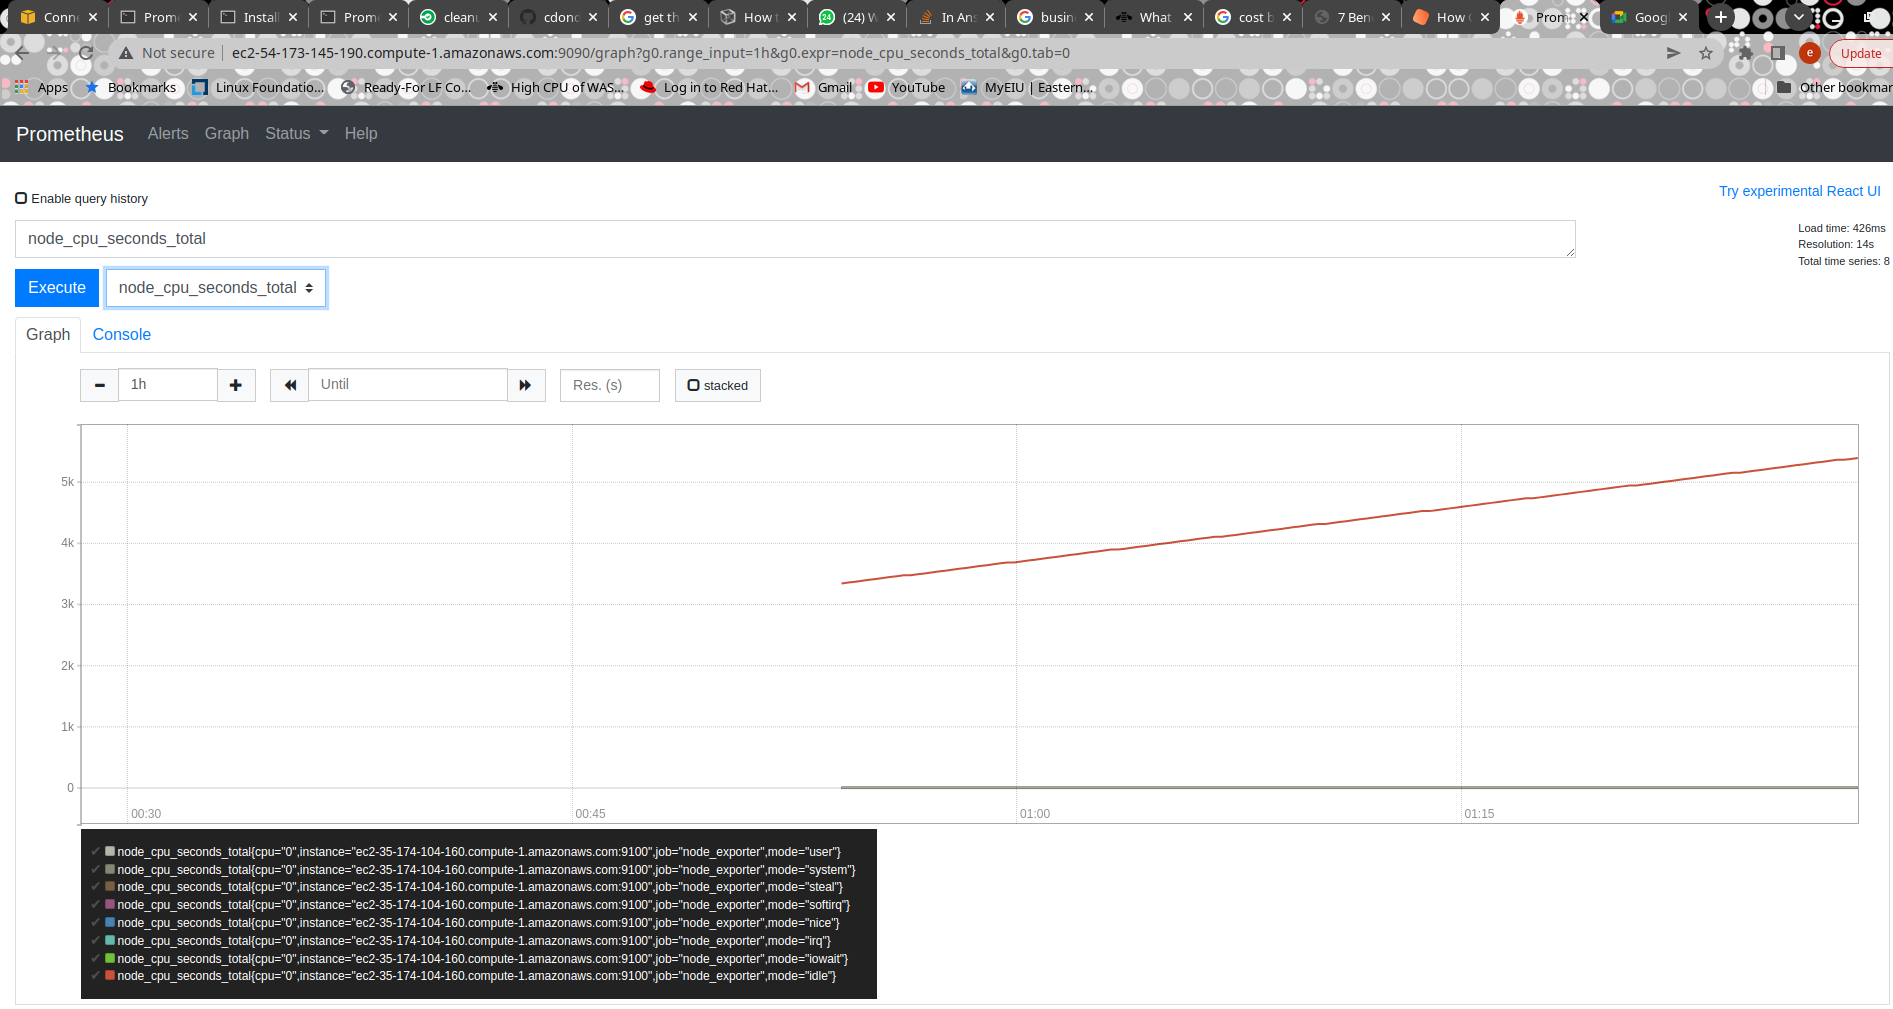 Conne
Prome
Install
Prome
clean
cdond
get th
How t
(24) W
In Ans
busine
What
cost b
7 Ben
How C
Prom
Googl
Not secure
ec2-54-173-145-190.compute-1.amazonaws.com:9090/graph?g0.range_input=1h&g0.expr=node_cpu_seconds_total&g0.tab=0
e
Update
Apps
Bookmarks
Linux Foundatio...
Ready-For LF Co...
High CPU of WAS...
Log in to Red Hat...
Gmail
YouTube
MyEIU | Eastern...
Other bookmar
Prometheus Alerts Graph Status Help
Enable query history
Try experimental React UI
node_cpu_seconds_total
Load time: 426ms
Resolution: 14s
Total time series: 8
Execute
node_cpu_seconds_total
Graph Console
1h
Until
Res. (s)
stacked
5k
4k
3k
2k
1k
0
00:30 00:45 01:00 01:15
node_cpu_seconds_total{cpu="0",instance="ec2-35-174-104-160.compute-1.amazonaws.com:9100",job="node_exporter",mode="user"}
node_cpu_seconds_total{cpu="0",instance="ec2-35-174-104-160.compute-1.amazonaws.com:9100",job="node_exporter",mode="system"}
node_cpu_seconds_total{cpu="0",instance="ec2-35-174-104-160.compute-1.amazonaws.com:9100",job="node_exporter",mode="steal"}
node_cpu_seconds_total{cpu="0",instance="ec2-35-174-104-160.compute-1.amazonaws.com:9100",job="node_exporter",mode="softirq"}
node_cpu_seconds_total{cpu="0",instance="ec2-35-174-104-160.compute-1.amazonaws.com:9100",job="node_exporter",mode="nice"}
node_cpu_seconds_total{cpu="0",instance="ec2-35-174-104-160.compute-1.amazonaws.com:9100",job="node_exporter",mode="irq"}
node_cpu_seconds_total{cpu="0",instance="ec2-35-174-104-160.compute-1.amazonaws.com:9100",job="node_exporter",mode="iowait"}
node_cpu_seconds_total{cpu="0",instance="ec2-35-174-104-160.compute-1.amazonaws.com:9100",job="node_exporter",mode="idle"}